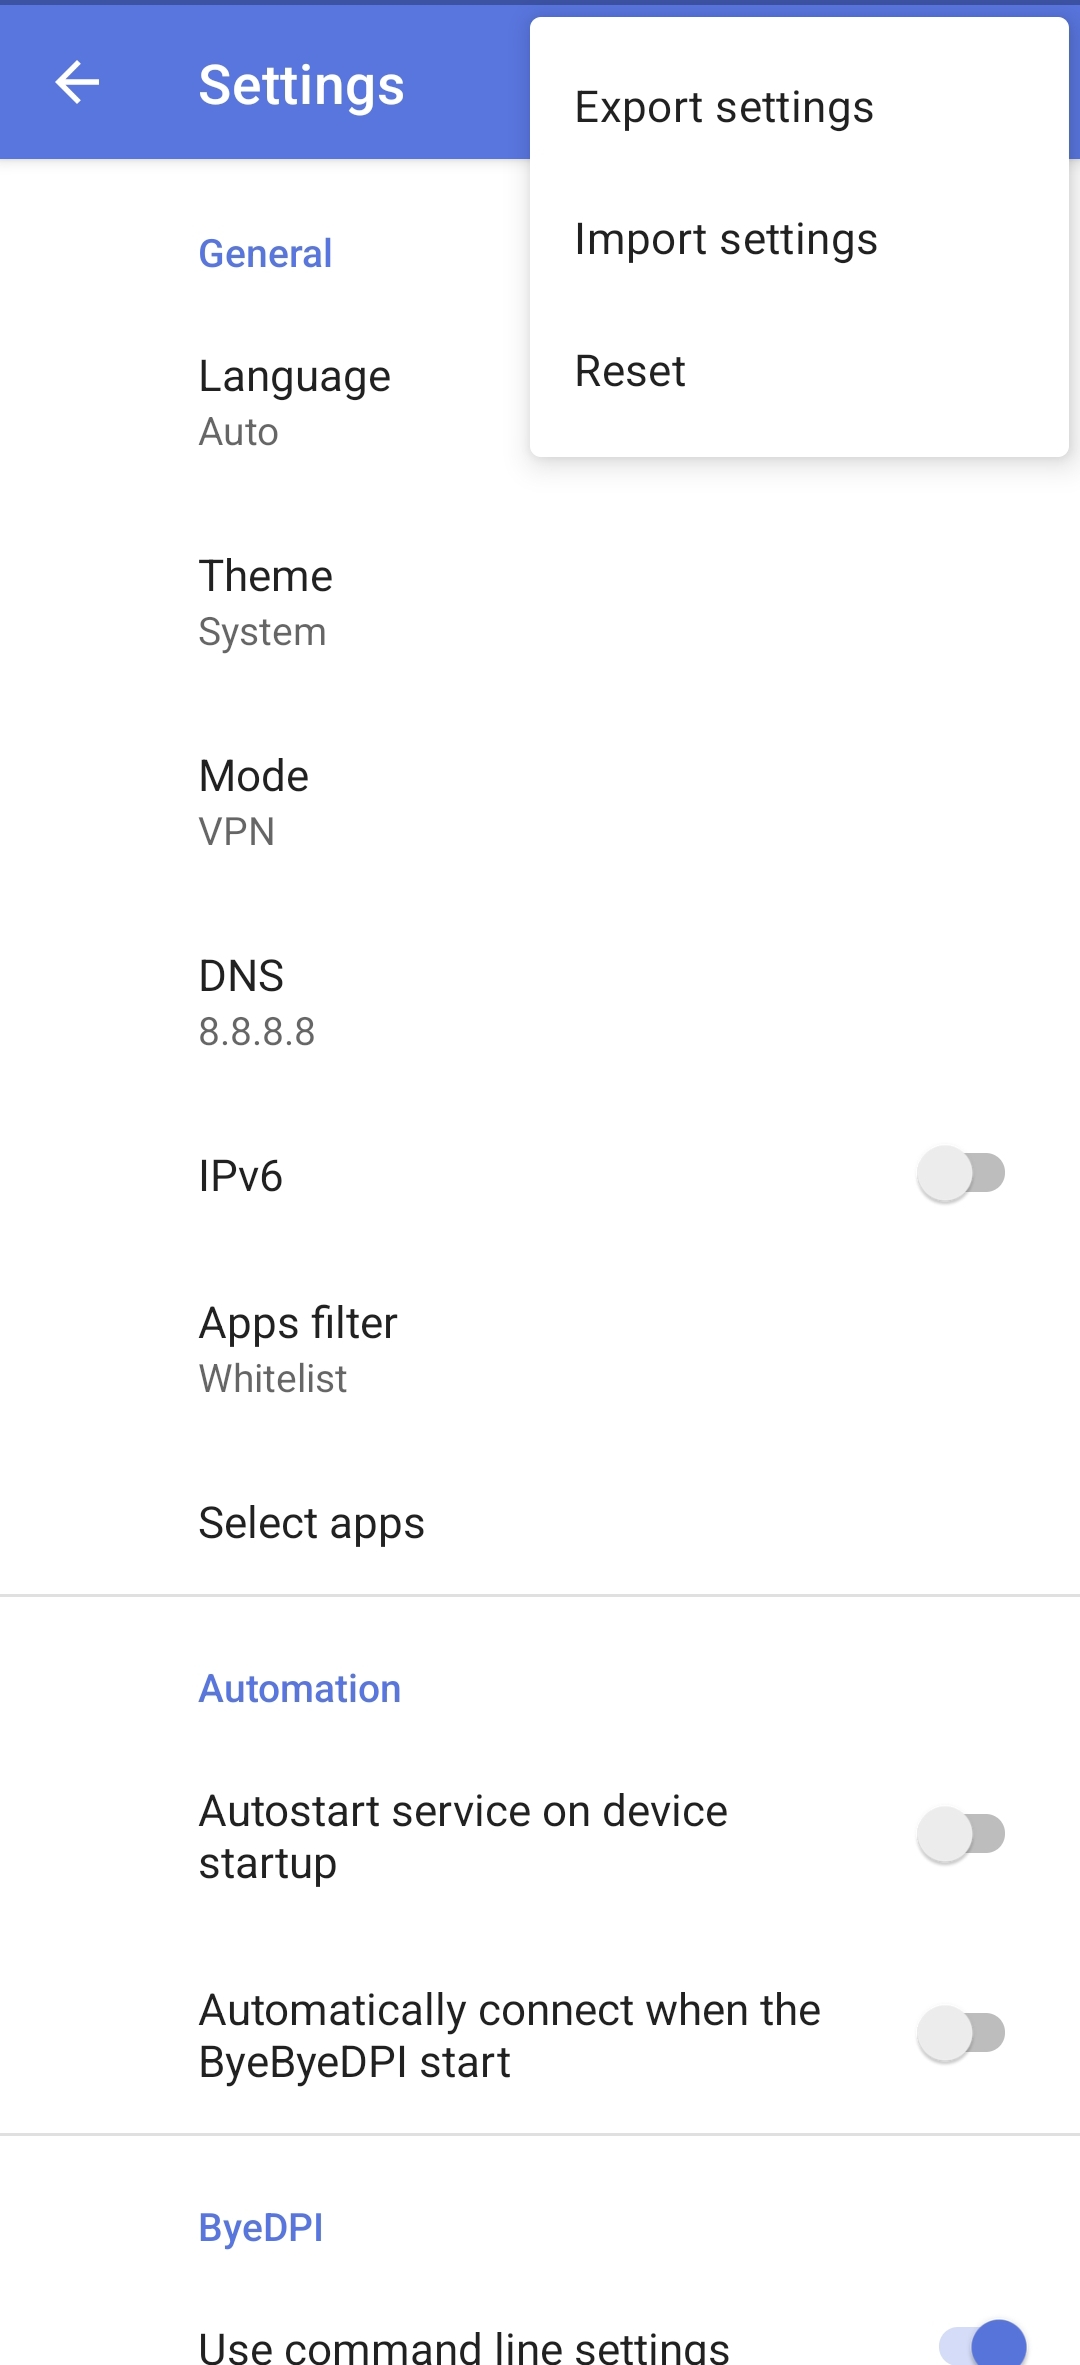 Settings
Export settings
Import settings
Reset
General
Language
Auto
Theme
System
Mode
VPN
DNS
8.8.8.8
IPv6
Apps filter
Whitelist
Select apps
Automation
Autostart service on device
startup
Automatically connect when the
ByeByeDPI start
ByeDPI
Use command line settings